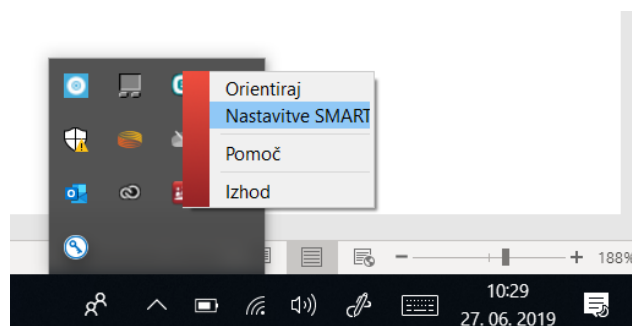 Orientiraj
Nastavitve SMART
Pomoč
Izhod
188%
10:29
27. 06. 2019